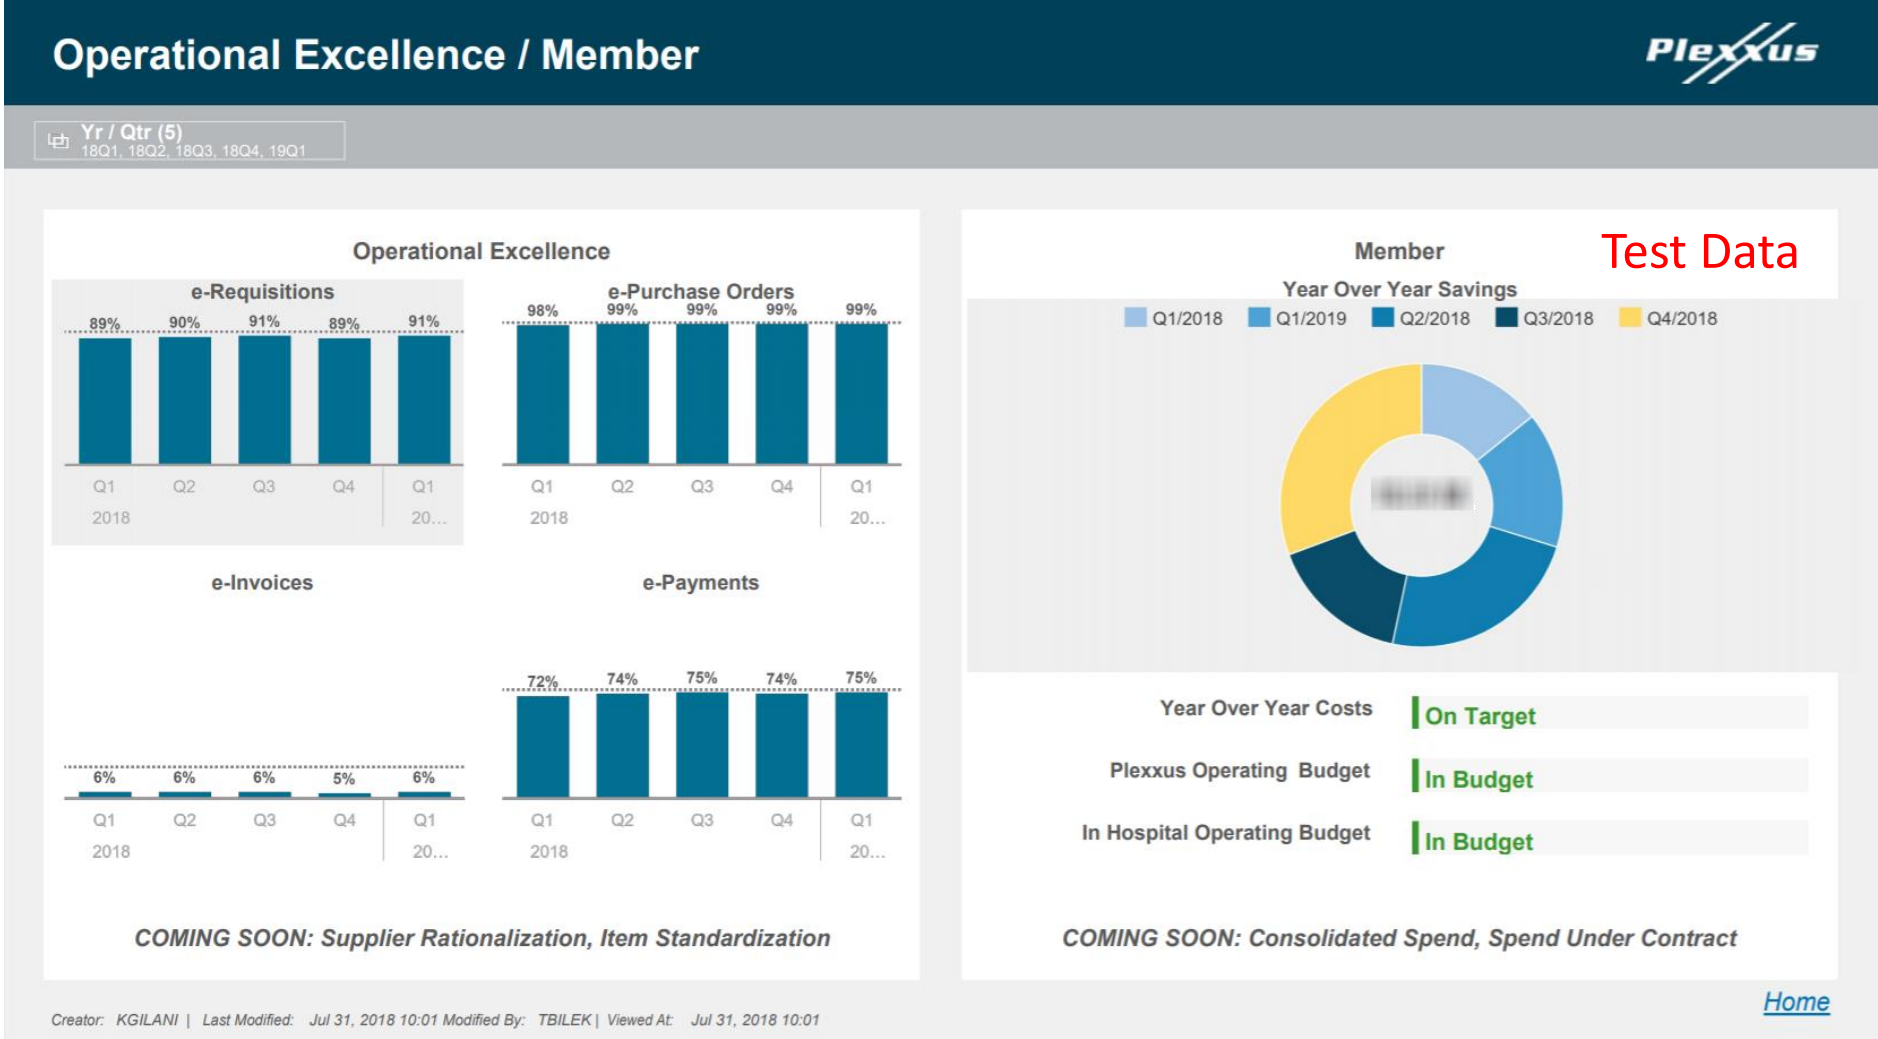 Operational Excellence / Member
Plexxus
Yr / Qtr (5)
18Q1, 18Q2, 18Q3, 18Q4, 19Q1
Operational Excellence
e-Requisitions
89% 90% 91% 89% 91%
Q1 Q2 Q3 Q4 Q1
2018 20...
e-Purchase Orders
98% 99% 99% 99% 99%
Q1 Q2 Q3 Q4 Q1
2018 20...
e-Invoices
6% 6% 6% 5% 6%
Q1 Q2 Q3 Q4 Q1
2018 20...
e-Payments
72% 74% 75% 74% 75%
Q1 Q2 Q3 Q4 Q1
2018 20...
COMING SOON: Supplier Rationalization, Item Standardization
Member
Test Data
Year Over Year Savings
Q1/2018 Q1/2019 Q2/2018 Q3/2018 Q4/2018
Year Over Year Costs On Target
Plexxus Operating Budget In Budget
In Hospital Operating Budget In Budget
COMING SOON: Consolidated Spend, Spend Under Contract
Home
Creator: KGILANI | Last Modified: Jul 31, 2018 10:01 Modified By: TBILEK | Viewed At: Jul 31, 2018 10:01